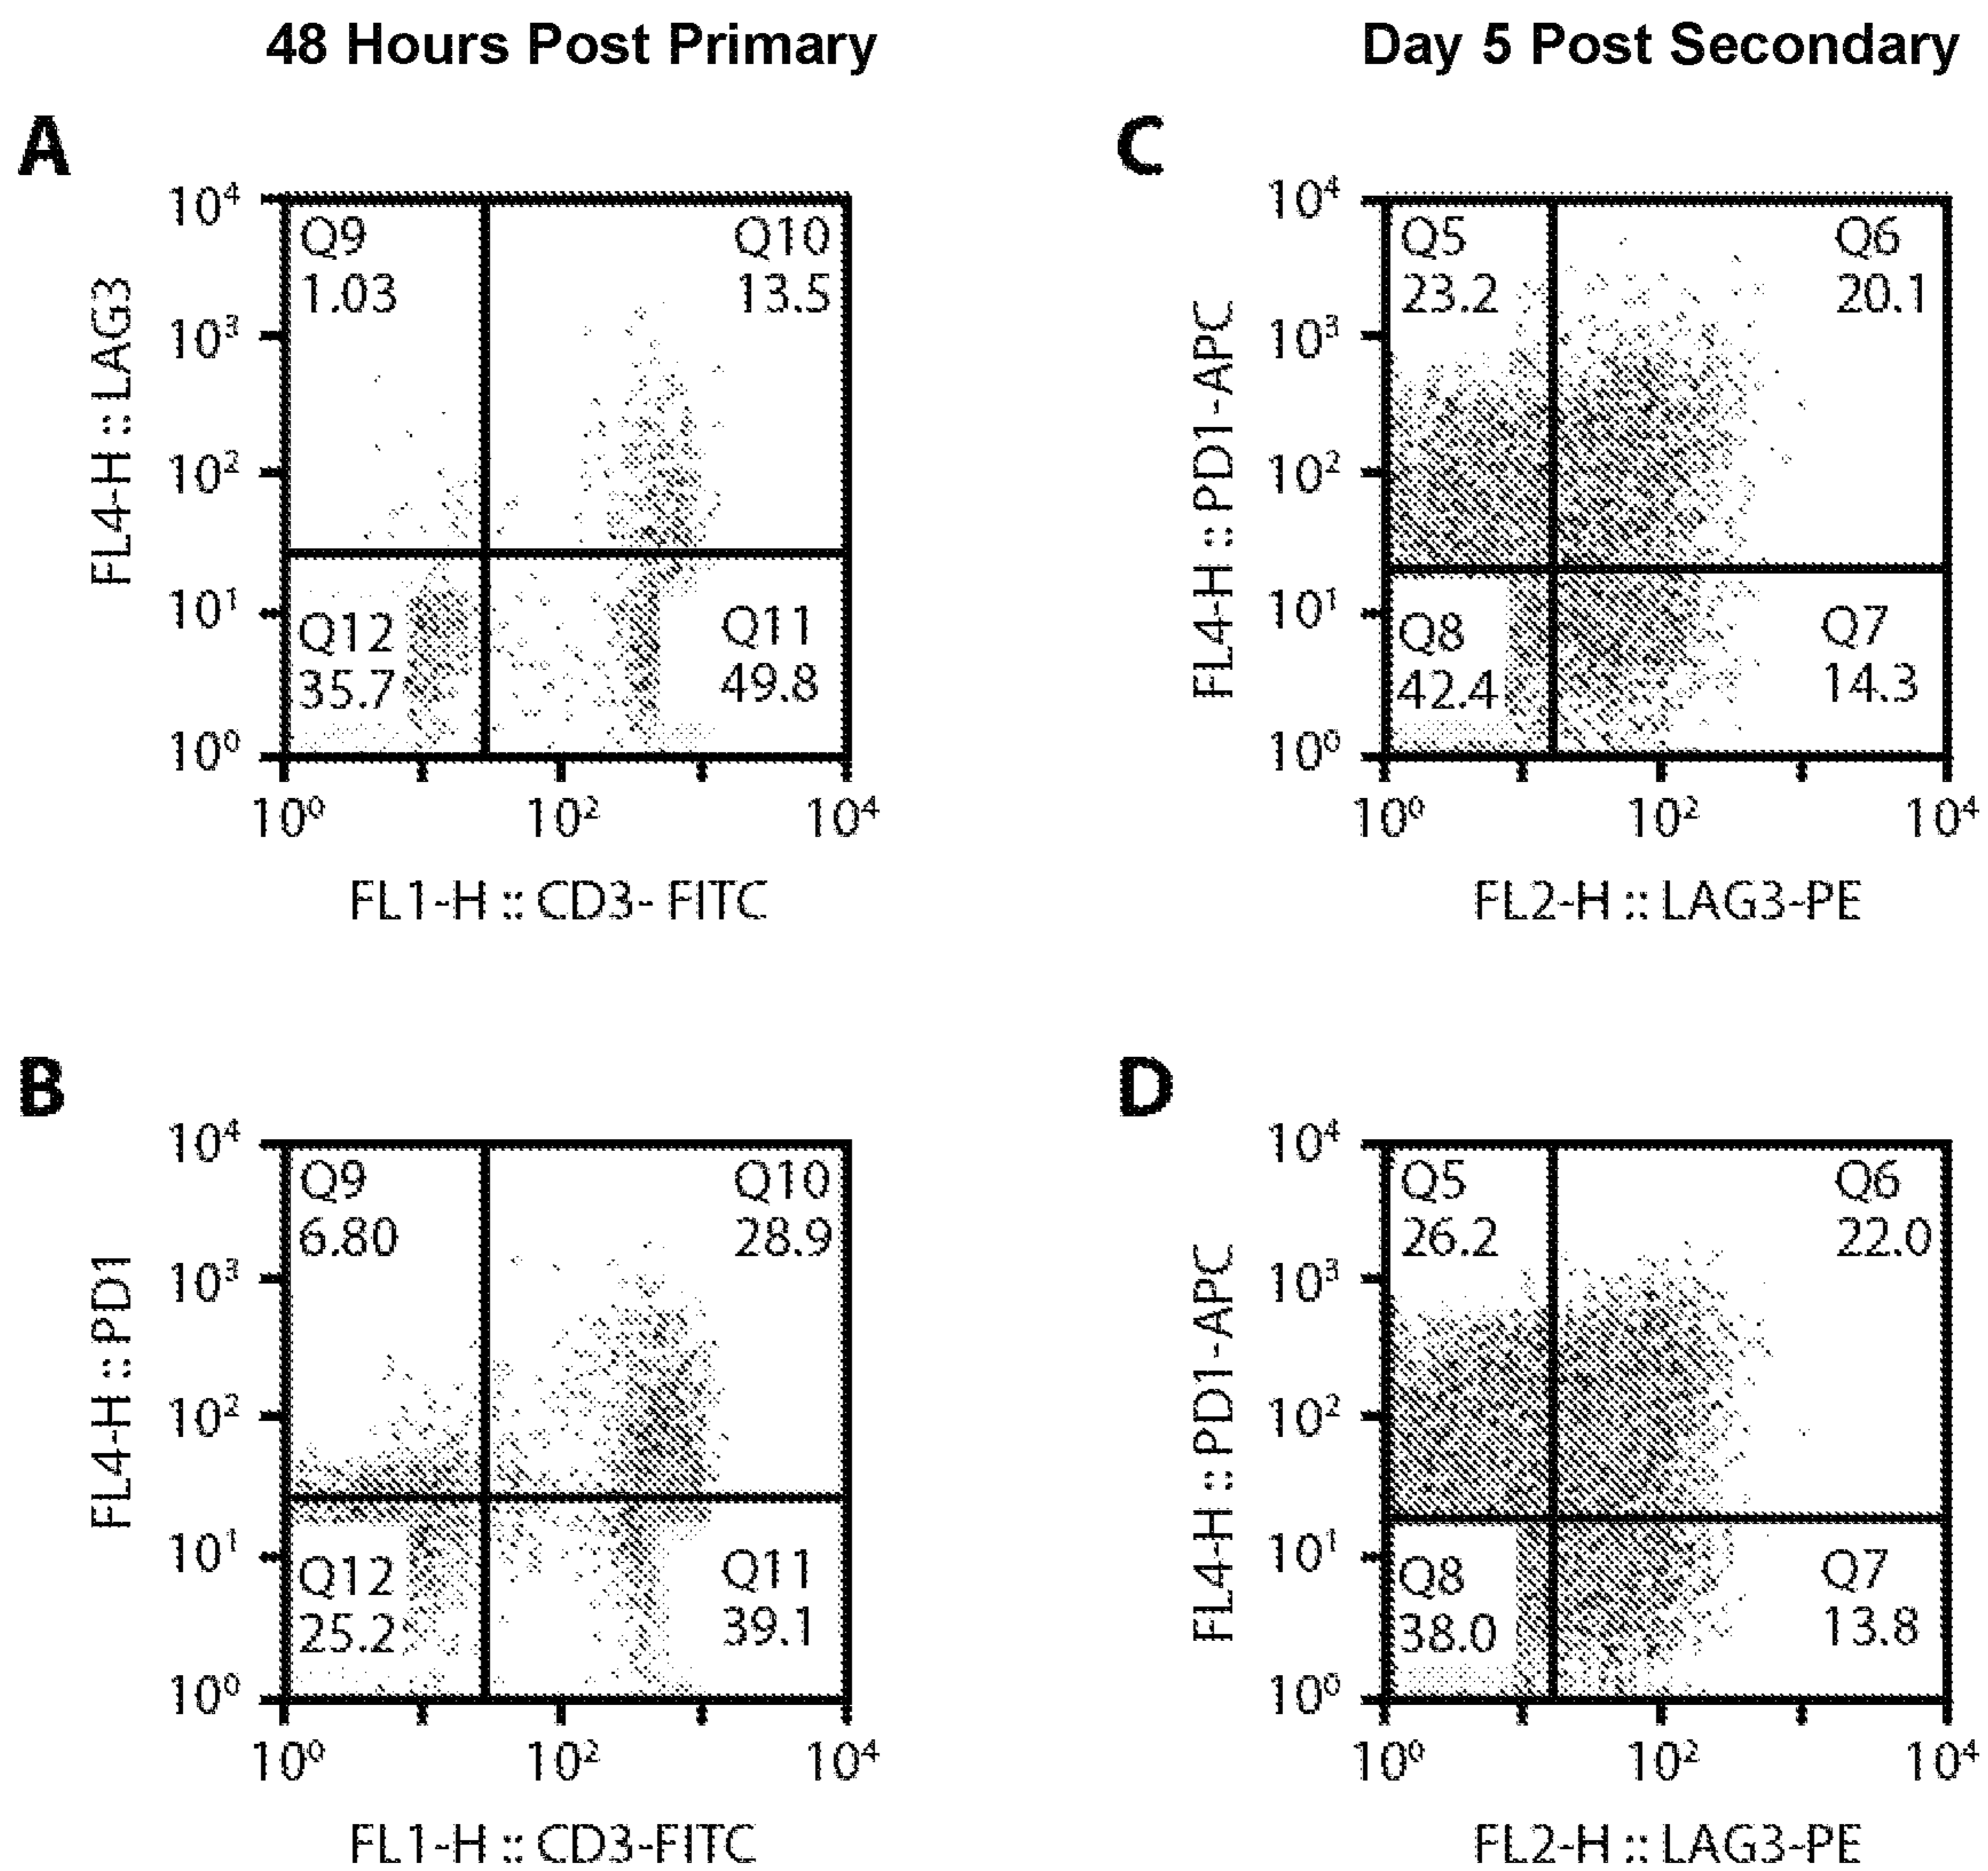 48 Hours Post Primary
Day 5 Post Secondary
A
10⁴
10³
10²
10¹
10⁰
FL4-H :: LAG3
Q9
1.03
Q10
13.5
Q12
35.7
Q11
49.8
10⁰
10²
10⁴
FL1-H :: CD3- FITC
C
10⁴
10³
10²
10¹
10⁰
FL4-H :: PD1-APC
Q5
23.2
Q6
20.1
Q8
42.4
Q7
14.3
10⁰
10²
10⁴
FL2-H :: LAG3-PE
B
10⁴
10³
10²
10¹
10⁰
FL4-H :: PD1
Q9
6.80
Q10
28.9
Q12
25.2
Q11
39.1
10⁰
10²
10⁴
FL1-H :: CD3-FITC
D
10⁴
10³
10²
10¹
10⁰
FL4-H :: PD1-APC
Q5
26.2
Q6
22.0
Q8
38.0
Q7
13.8
10⁰
10²
10⁴
FL2-H :: LAG3-PE